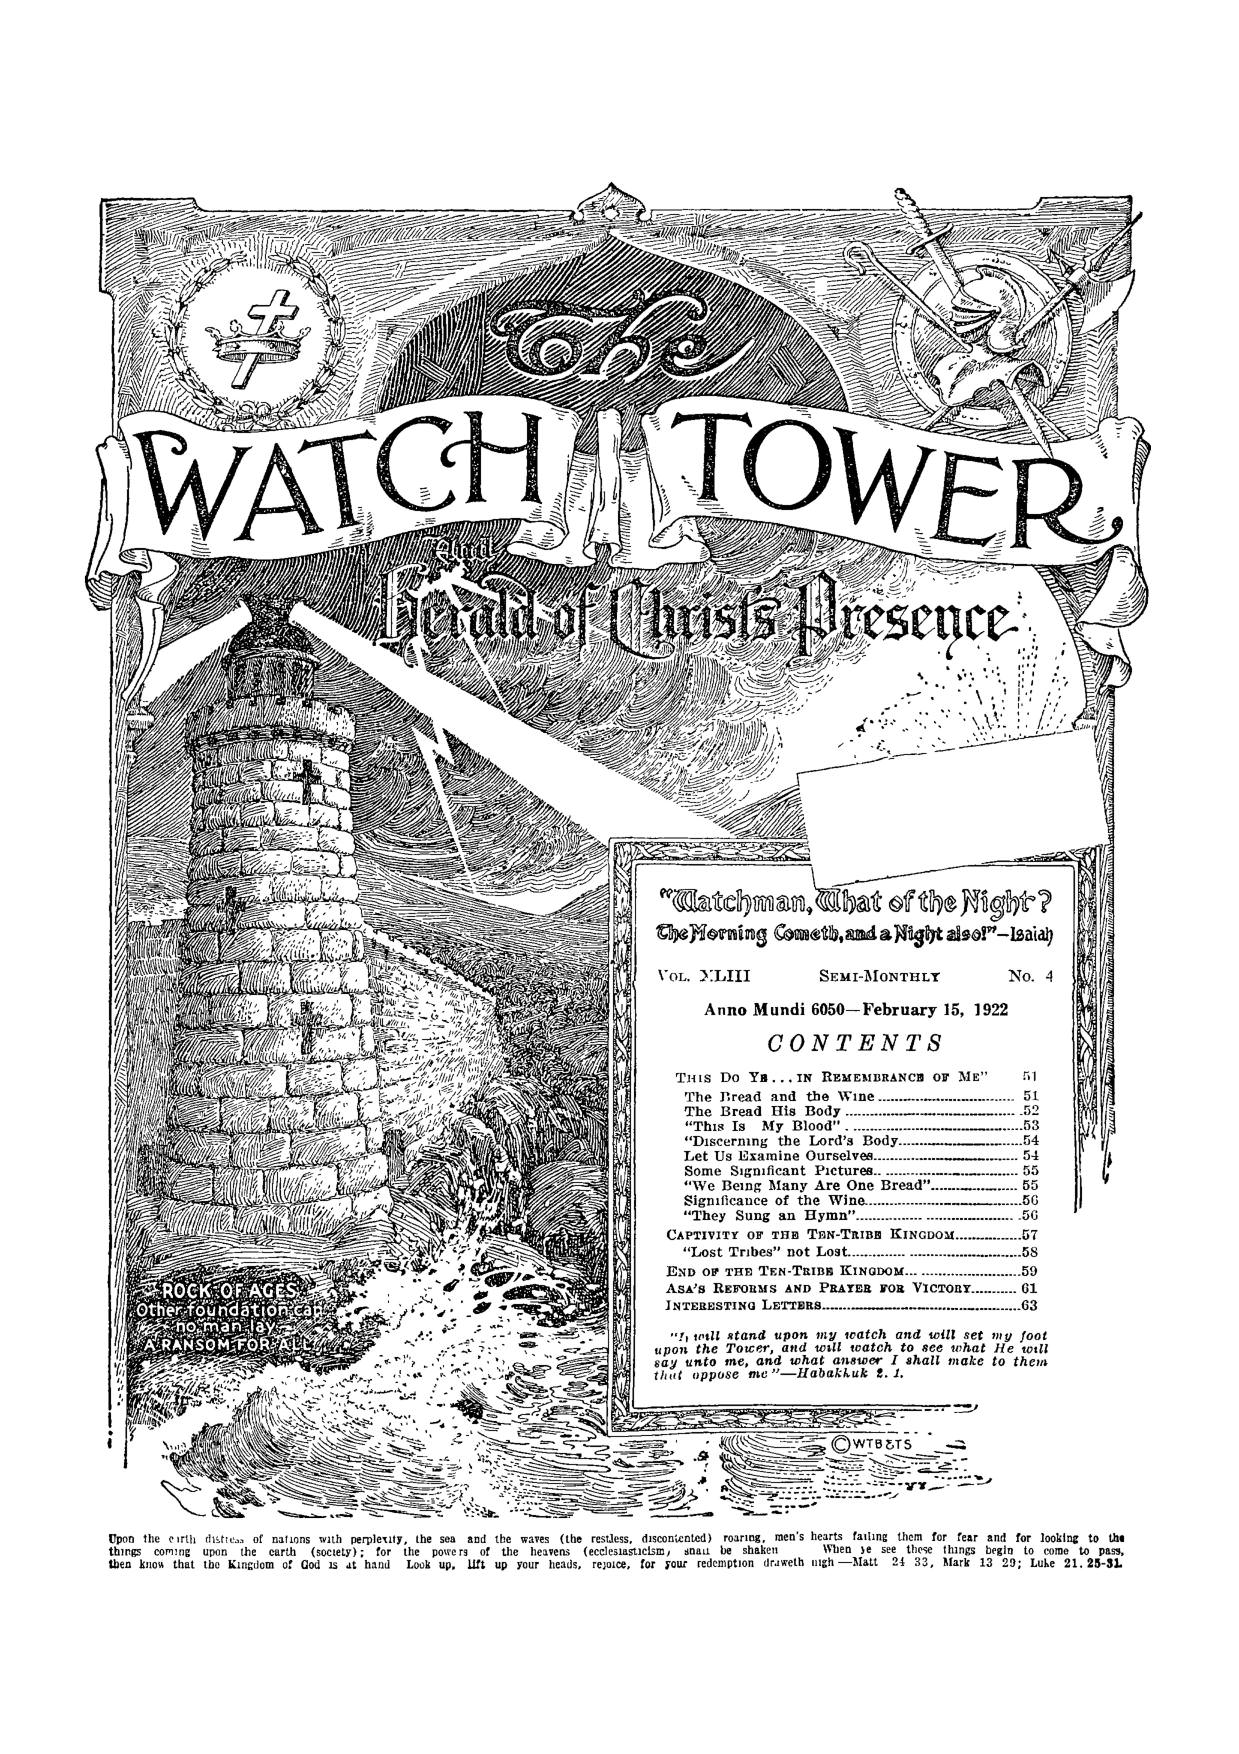 The
WATCH TOWER
And
Herald of Christ's Presence
"Watchman, What of the Night?
The Morning Cometh, and a Night also!"—Isaiah
VOL. XLIII SEMI-MONTHLY No. 4
Anno Mundi 6050—February 15, 1922
CONTENTS
THIS DO YE...IN REMEMBRANCE OF ME" 51
The Bread and the Wine 51
The Bread His Body 52
"This Is My Blood" 53
"Discerning the Lord's Body 54
Let Us Examine Ourselves 54
Some Significant Pictures 55
"We Being Many Are One Bread" 55
Significance of the Wine 56
"They Sung an Hymn" 56
CAPTIVITY OF THE TEN-TRIBE KINGDOM 57
"Lost Tribes" not Lost 58
END OF THE TEN-TRIBE KINGDOM 59
ASA'S REFORMS AND PRAYER FOR VICTORY 61
INTERESTING LETTERS 63
"I will stand upon my watch and will set my foot
upon the Tower, and will watch to see what He will
say unto me, and what answer I shall make to them
that oppose me"—Habakkuk 2. 1.
ROCK OF AGES
Other foundation can
no man lay
A RANSOM FOR ALL
©WTB&TS
Upon the earth distress of nations with perplexity, the sea and the waves (the restless, discontented) roaring, men's hearts failing them for fear and for looking to the
things coming upon the earth (society); for the powers of the heavens (ecclesiasticism) shall be shaken When ye see these things begin to come to pass,
then know that the Kingdom of God is at hand Look up, lift up your heads, rejoice, for your redemption draweth nigh—Matt 24 33, Mark 13 29; Luke 21. 25-31.